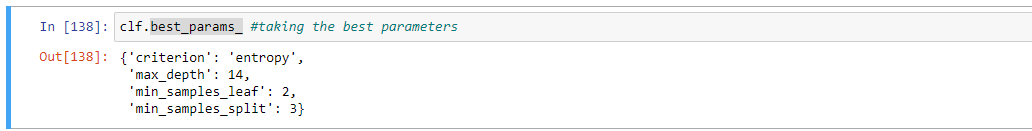 In [138]: clf.best_params_ #taking the best parameters
Out[138]: {'criterion': 'entropy',
'max_depth': 14,
'min_samples_leaf': 2,
'min_samples_split': 3}